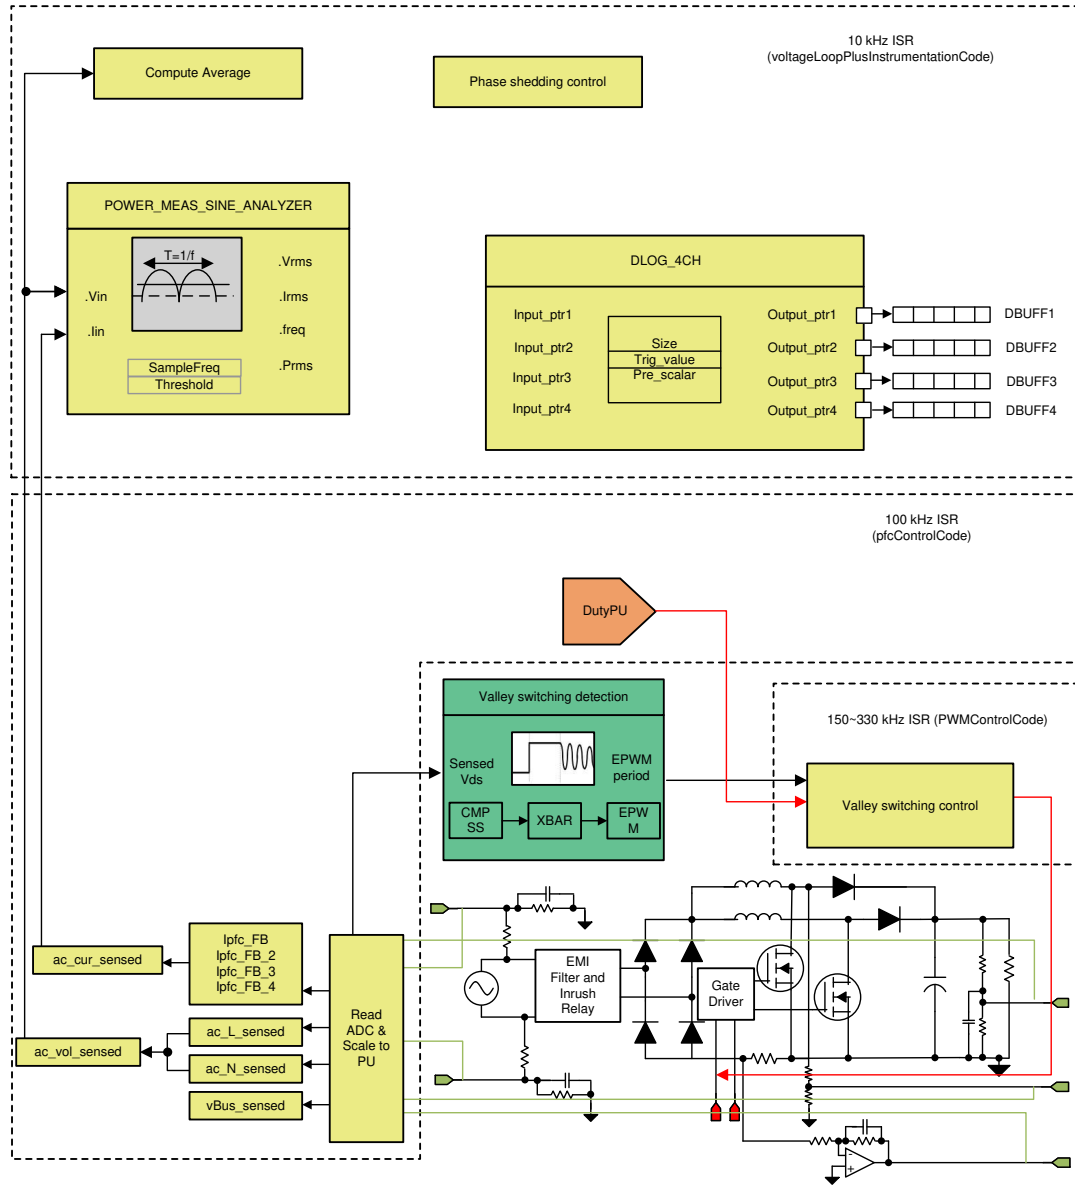 10 kHz ISR
(voltageLoopPlusInstrumentationCode)
Compute Average
Phase shedding control
POWER_MEAS_SINE_ANALYZER
T=1/f
.Vin
.Iin
.Vrms
.Irms
.freq
.Prms
SampleFreq
Threshold
DLOG_4CH
Input_ptr1
Input_ptr2
Input_ptr3
Input_ptr4
Size
Trig_value
Pre_scalar
Output_ptr1
Output_ptr2
Output_ptr3
Output_ptr4
DBUFF1
DBUFF2
DBUFF3
DBUFF4
100 kHz ISR
(pfcControlCode)
DutyPU
Valley switching detection
Sensed
Vds
EPWM
period
CMP
SS
XBAR
EPW
M
150~330 kHz ISR (PWMControlCode)
Valley switching control
Ipfc_FB
Ipfc_FB_2
Ipfc_FB_3
Ipfc_FB_4
ac_cur_sensed
ac_L_sensed
ac_vol_sensed
ac_N_sensed
vBus_sensed
Read
ADC &
Scale to
PU
EMI
Filter and
Inrush
Relay
Gate
Driver
-
+